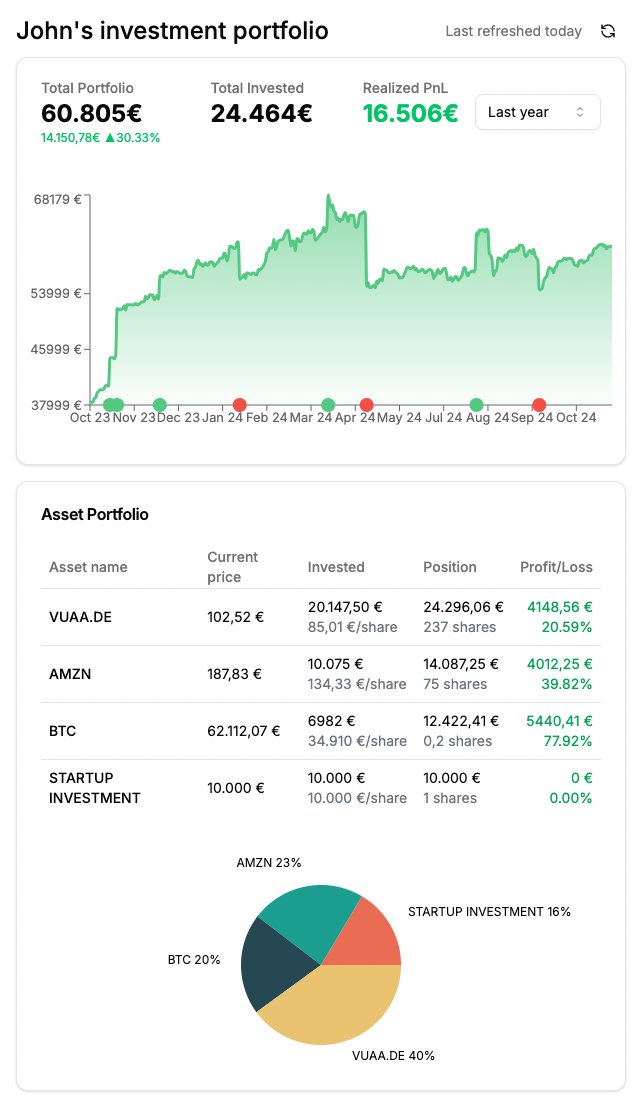 John's investment portfolio
Last refreshed today
Total Portfolio
60.805€
14.150,78€ ▲30.33%
Total Invested
24.464€
Realized PnL
16.506€
Last year
68179 €
53999 €
45999 €
37999 €
Oct 23 Nov 23 Dec 23 Jan 24 Feb 24 Mar 24 Apr 24 May 24 Jul 24 Aug 24 Sep 24 Oct 24
Asset Portfolio
Asset name
Current
price
Invested
Position
Profit/Loss
VUAA.DE
102,52 €
20.147,50 €
85,01 €/share
24.296,06 €
237 shares
4148,56 €
20.59%
AMZN
187,83 €
10.075 €
134,33 €/share
14.087,25 €
75 shares
4012,25 €
39.82%
BTC
62.112,07 €
6982 €
34.910 €/share
12.422,41 €
0,2 shares
5440,41 €
77.92%
STARTUP
INVESTMENT
10.000 €
10.000 €
10.000 €/share
10.000 €
1 shares
0 €
0.00%
AMZN 23%
STARTUP INVESTMENT 16%
BTC 20%
VUAA.DE 40%